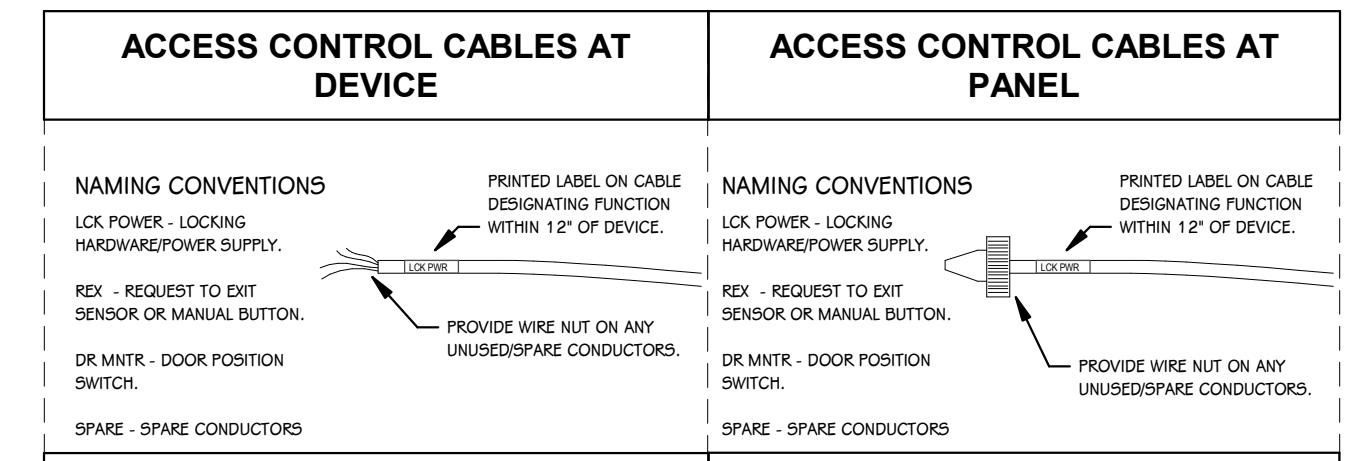 ACCESS CONTROL CABLES AT
DEVICE
NAMING CONVENTIONS
LCK POWER - LOCKING
HARDWARE/POWER SUPPLY.
REX - REQUEST TO EXIT
SENSOR OR MANUAL BUTTON.
DR MNTR - DOOR POSITION
SWITCH.
SPARE - SPARE CONDUCTORS
PRINTED LABEL ON CABLE
DESIGNATING FUNCTION
WITHIN 12" OF DEVICE.
LCK PWR
PROVIDE WIRE NUT ON ANY
UNUSED/SPARE CONDUCTORS.
ACCESS CONTROL CABLES AT
PANEL
NAMING CONVENTIONS
LCK POWER - LOCKING
HARDWARE/POWER SUPPLY.
REX - REQUEST TO EXIT
SENSOR OR MANUAL BUTTON.
DR MNTR - DOOR POSITION
SWITCH.
SPARE - SPARE CONDUCTORS
PRINTED LABEL ON CABLE
DESIGNATING FUNCTION
WITHIN 12" OF DEVICE.
LCK PWR
PROVIDE WIRE NUT ON ANY
UNUSED/SPARE CONDUCTORS.